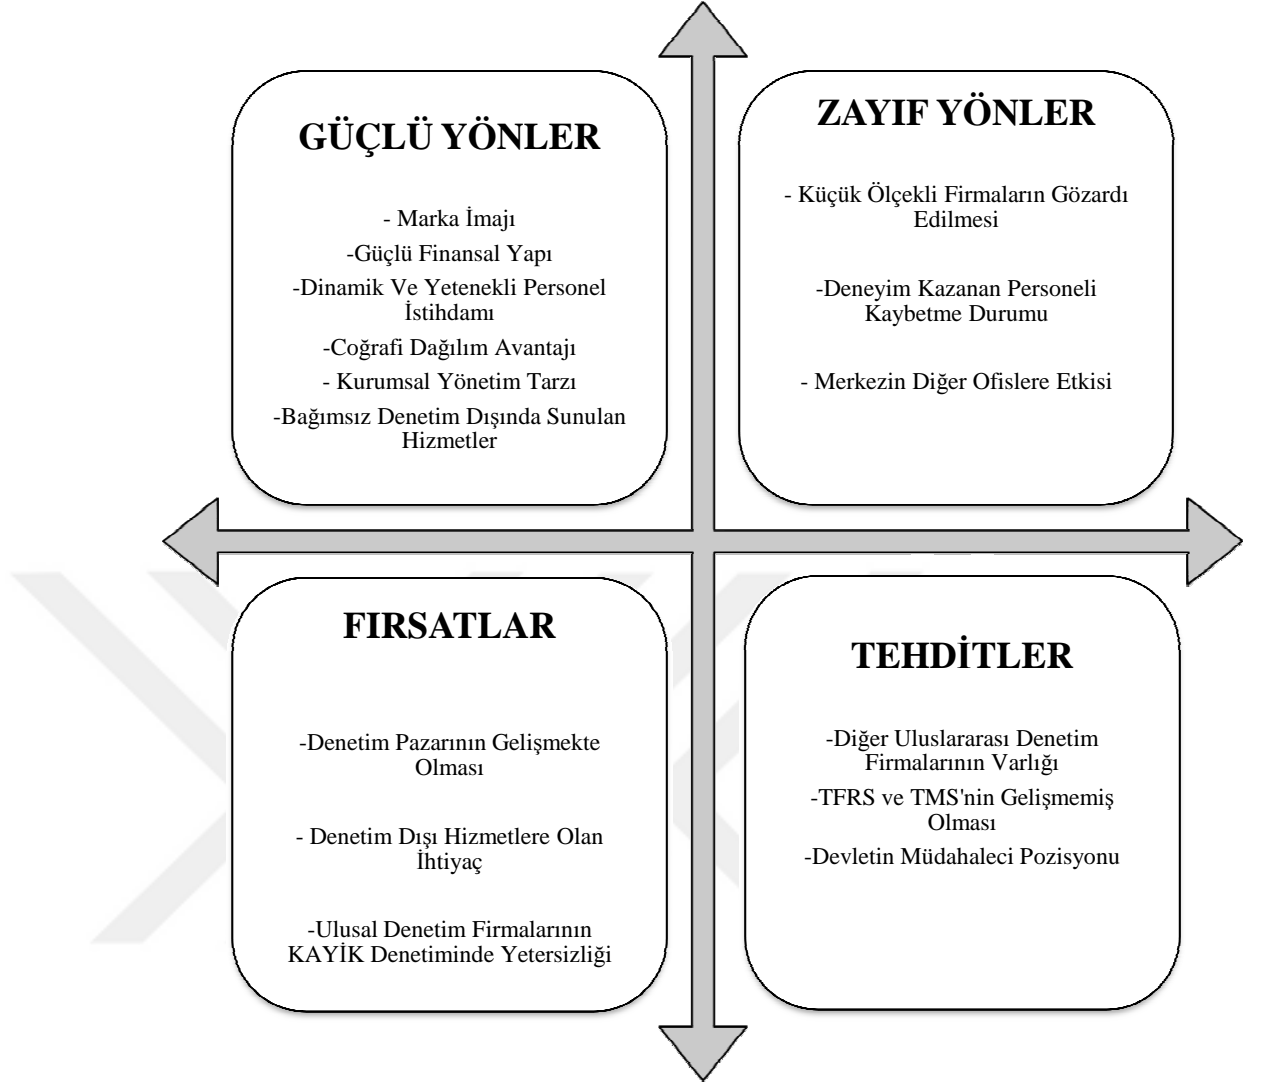 GÜÇLÜ YÖNLER
- Marka İmajı
-Güçlü Finansal Yapı
-Dinamik Ve Yetenekli Personel
İstihdamı
-Coğrafi Dağılım Avantajı
- Kurumsal Yönetim Tarzı
-Bağımsız Denetim Dışında Sunulan
Hizmetler
ZAYIF YÖNLER
- Küçük Ölçekli Firmaların Gözardı
Edilmesi
-Deneyim Kazanan Personeli
Kaybetme Durumu
- Merkezin Diğer Ofislere Etkisi
FIRSATLAR
-Denetim Pazarının Gelişmekte
Olması
- Denetim Dışı Hizmetlere Olan
İhtiyaç
-Ulusal Denetim Firmalarının
KAYİK Denetiminde Yetersizliği
TEHDİTLER
-Diğer Uluslararası Denetim
Firmalarının Varlığı
-TFRS ve TMS'nin Gelişmemiş
Olması
-Devletin Müdahaleci Pozisyonu